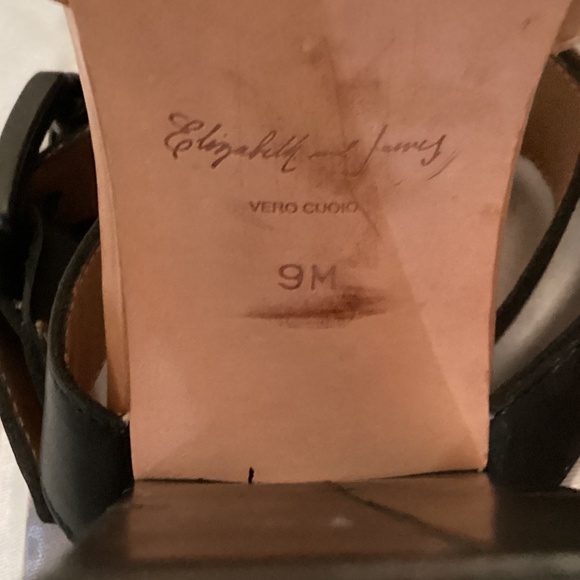 Elizabeth and James
VERO CUOIO
9M